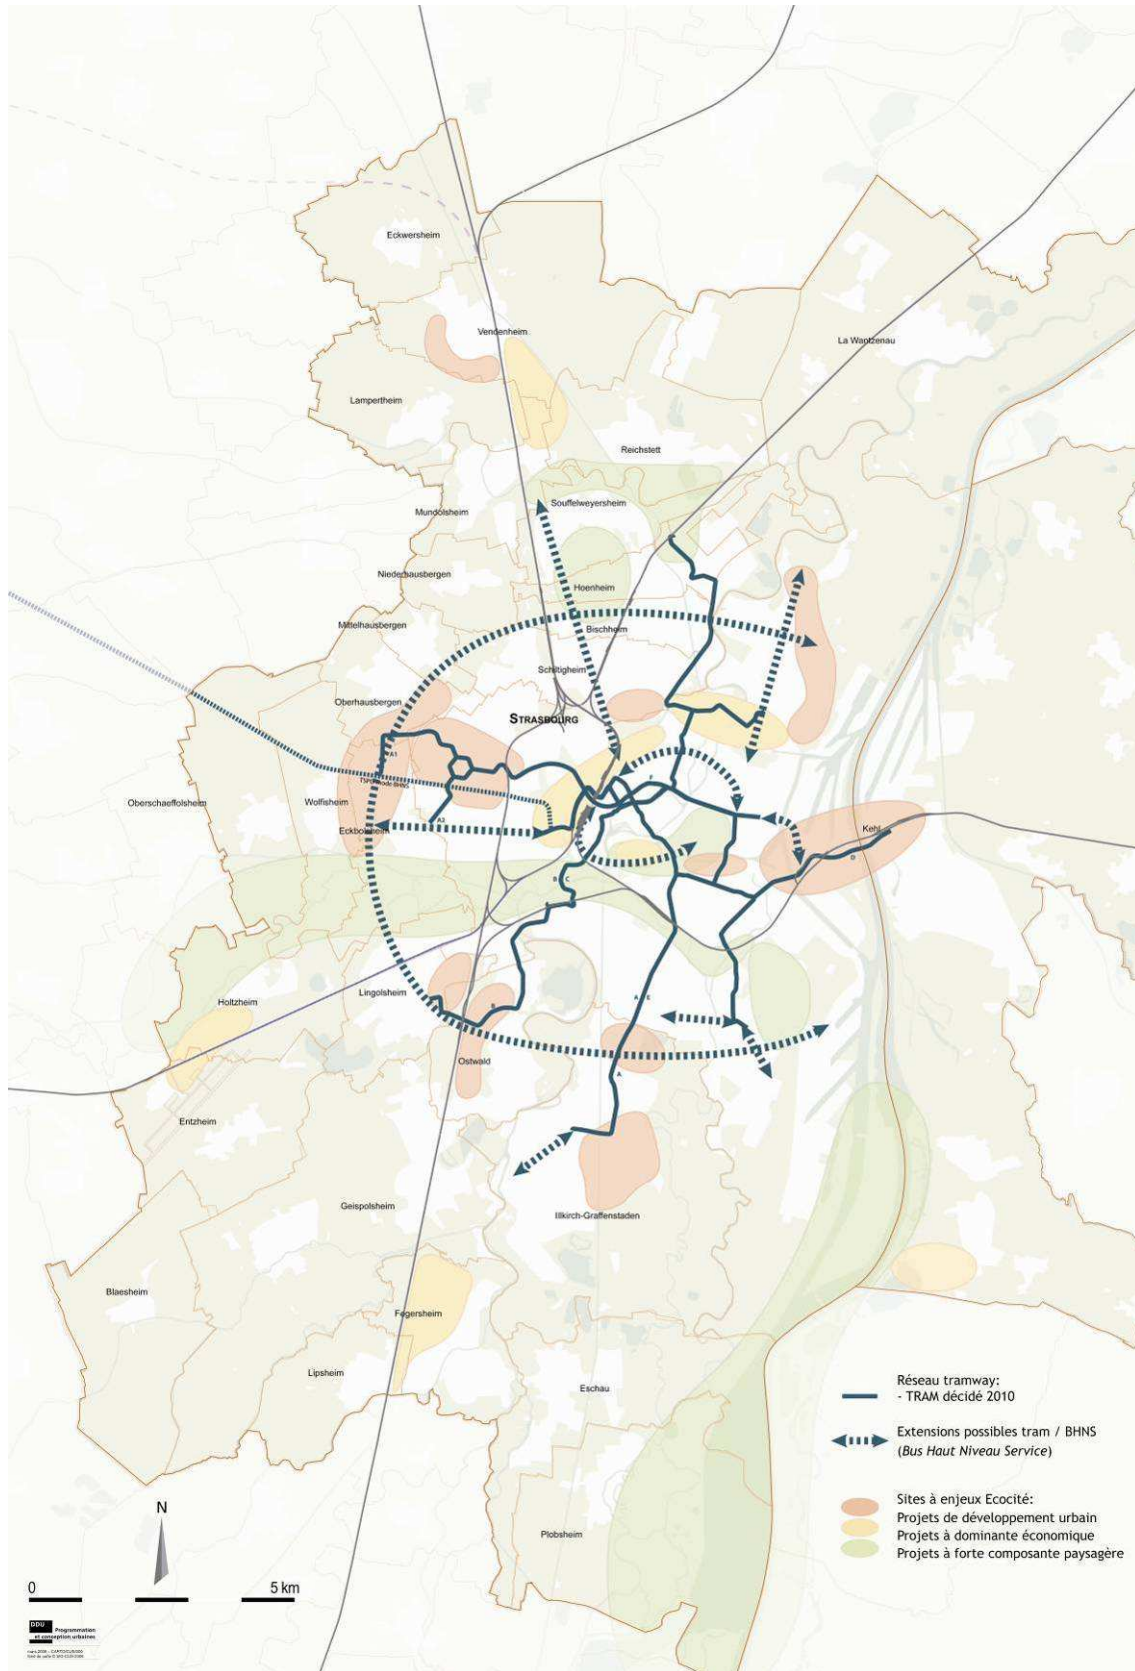 Eckwersheim
Vendenheim
La Wantzenau
Lampertheim
Reichstett
Souffelweyersheim
Mundolsheim
Niederhausbergen
Hoenheim
Mittelhausbergen
Bischheim
Schiltigheim
Oberhausbergen
STRASBOURG
A1
F
Oberschaeffolsheim
Wolfisheim
A2
Eckbolsheim
Kehl
D
B C
Holtzheim
Lingolsheim
B
A E
Ostwald
A
Entzheim
Geispolsheim
Illkirch-Graffenstaden
Blaesheim
Fegersheim
Lipsheim
Eschau
Plobsheim
Réseau tramway:
- TRAM décidé 2010
Extensions possibles tram / BHNS
(Bus Haut Niveau Service)
Sites à enjeux Ecocité:
Projets de développement urbain
Projets à dominante économique
Projets à forte composante paysagère
N
0 5 km
DDU Programmation
et conception urbaines